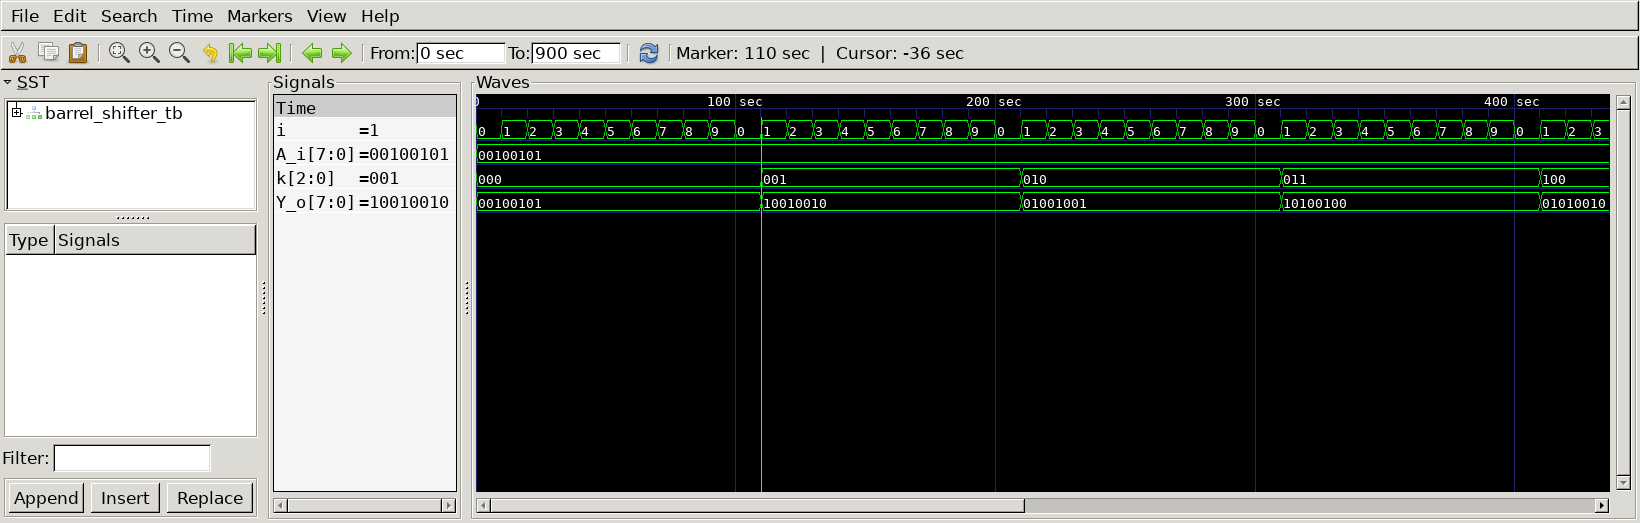 File Edit Search Time Markers View Help
From: 0 sec To: 900 sec Marker: 110 sec | Cursor: -36 sec
SST
barrel_shifter_tb
Type Signals
Filter:
Append Insert Replace
Signals
Time
i =1
A_i[7:0]=00100101
k[2:0] =001
Y_o[7:0]=10010010
Waves
0 100 sec 200 sec 300 sec 400 sec
0 1 2 3 4 5 6 7 8 9 0 1 2 3 4 5 6 7 8 9 0 1 2 3 4 5 6 7 8 9 0 1 2 3 4 5 6 7 8 9 0 1 2 3
00100101
000 001 010 011 100
00100101 10010010 01001001 10100100 01010010